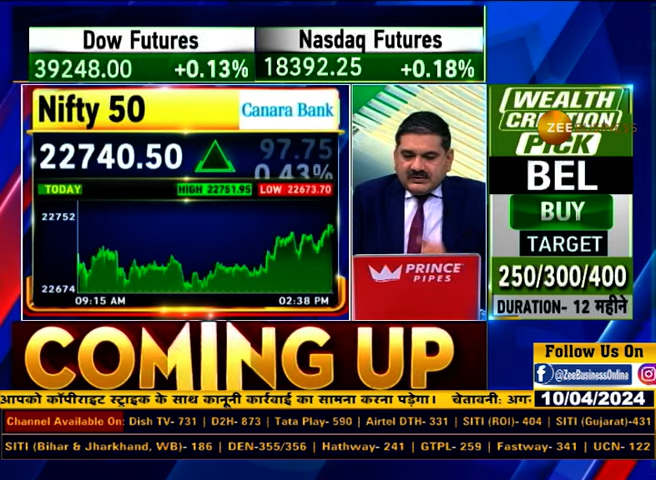 Dow Futures
39248.00 +0.13%
Nasdaq Futures
18392.25 +0.18%
Nifty 50
Canara Bank
22740.50 97.75
0.43%
TODAY HIGH 22751.95 LOW 22673.70
22752
22674
09:15 AM 02:38 PM
PRINCE
PIPES
WEALTH
CREATION
PICK
ZEE BUSINESS
BEL
BUY
TARGET
250/300/400
DURATION- 12 महीने
COMING UP
Follow Us On
@ZeeBusinessOnline
10/04/2024
आपको कॉपीराइट स्ट्राइक के साथ कानूनी कार्रवाई का सामना करना पड़ेगा। चेतावनी: अग
Channel Available On: Dish TV- 731 | D2H- 873 | Tata Play- 590 | Airtel DTH- 331 | SITI (ROI)- 404 | SITI (Gujarat)-431
SITI (Bihar & Jharkhand, WB)- 186 | DEN-355/356 | Hathway- 241 | GTPL- 259 | Fastway- 341 | UCN- 122